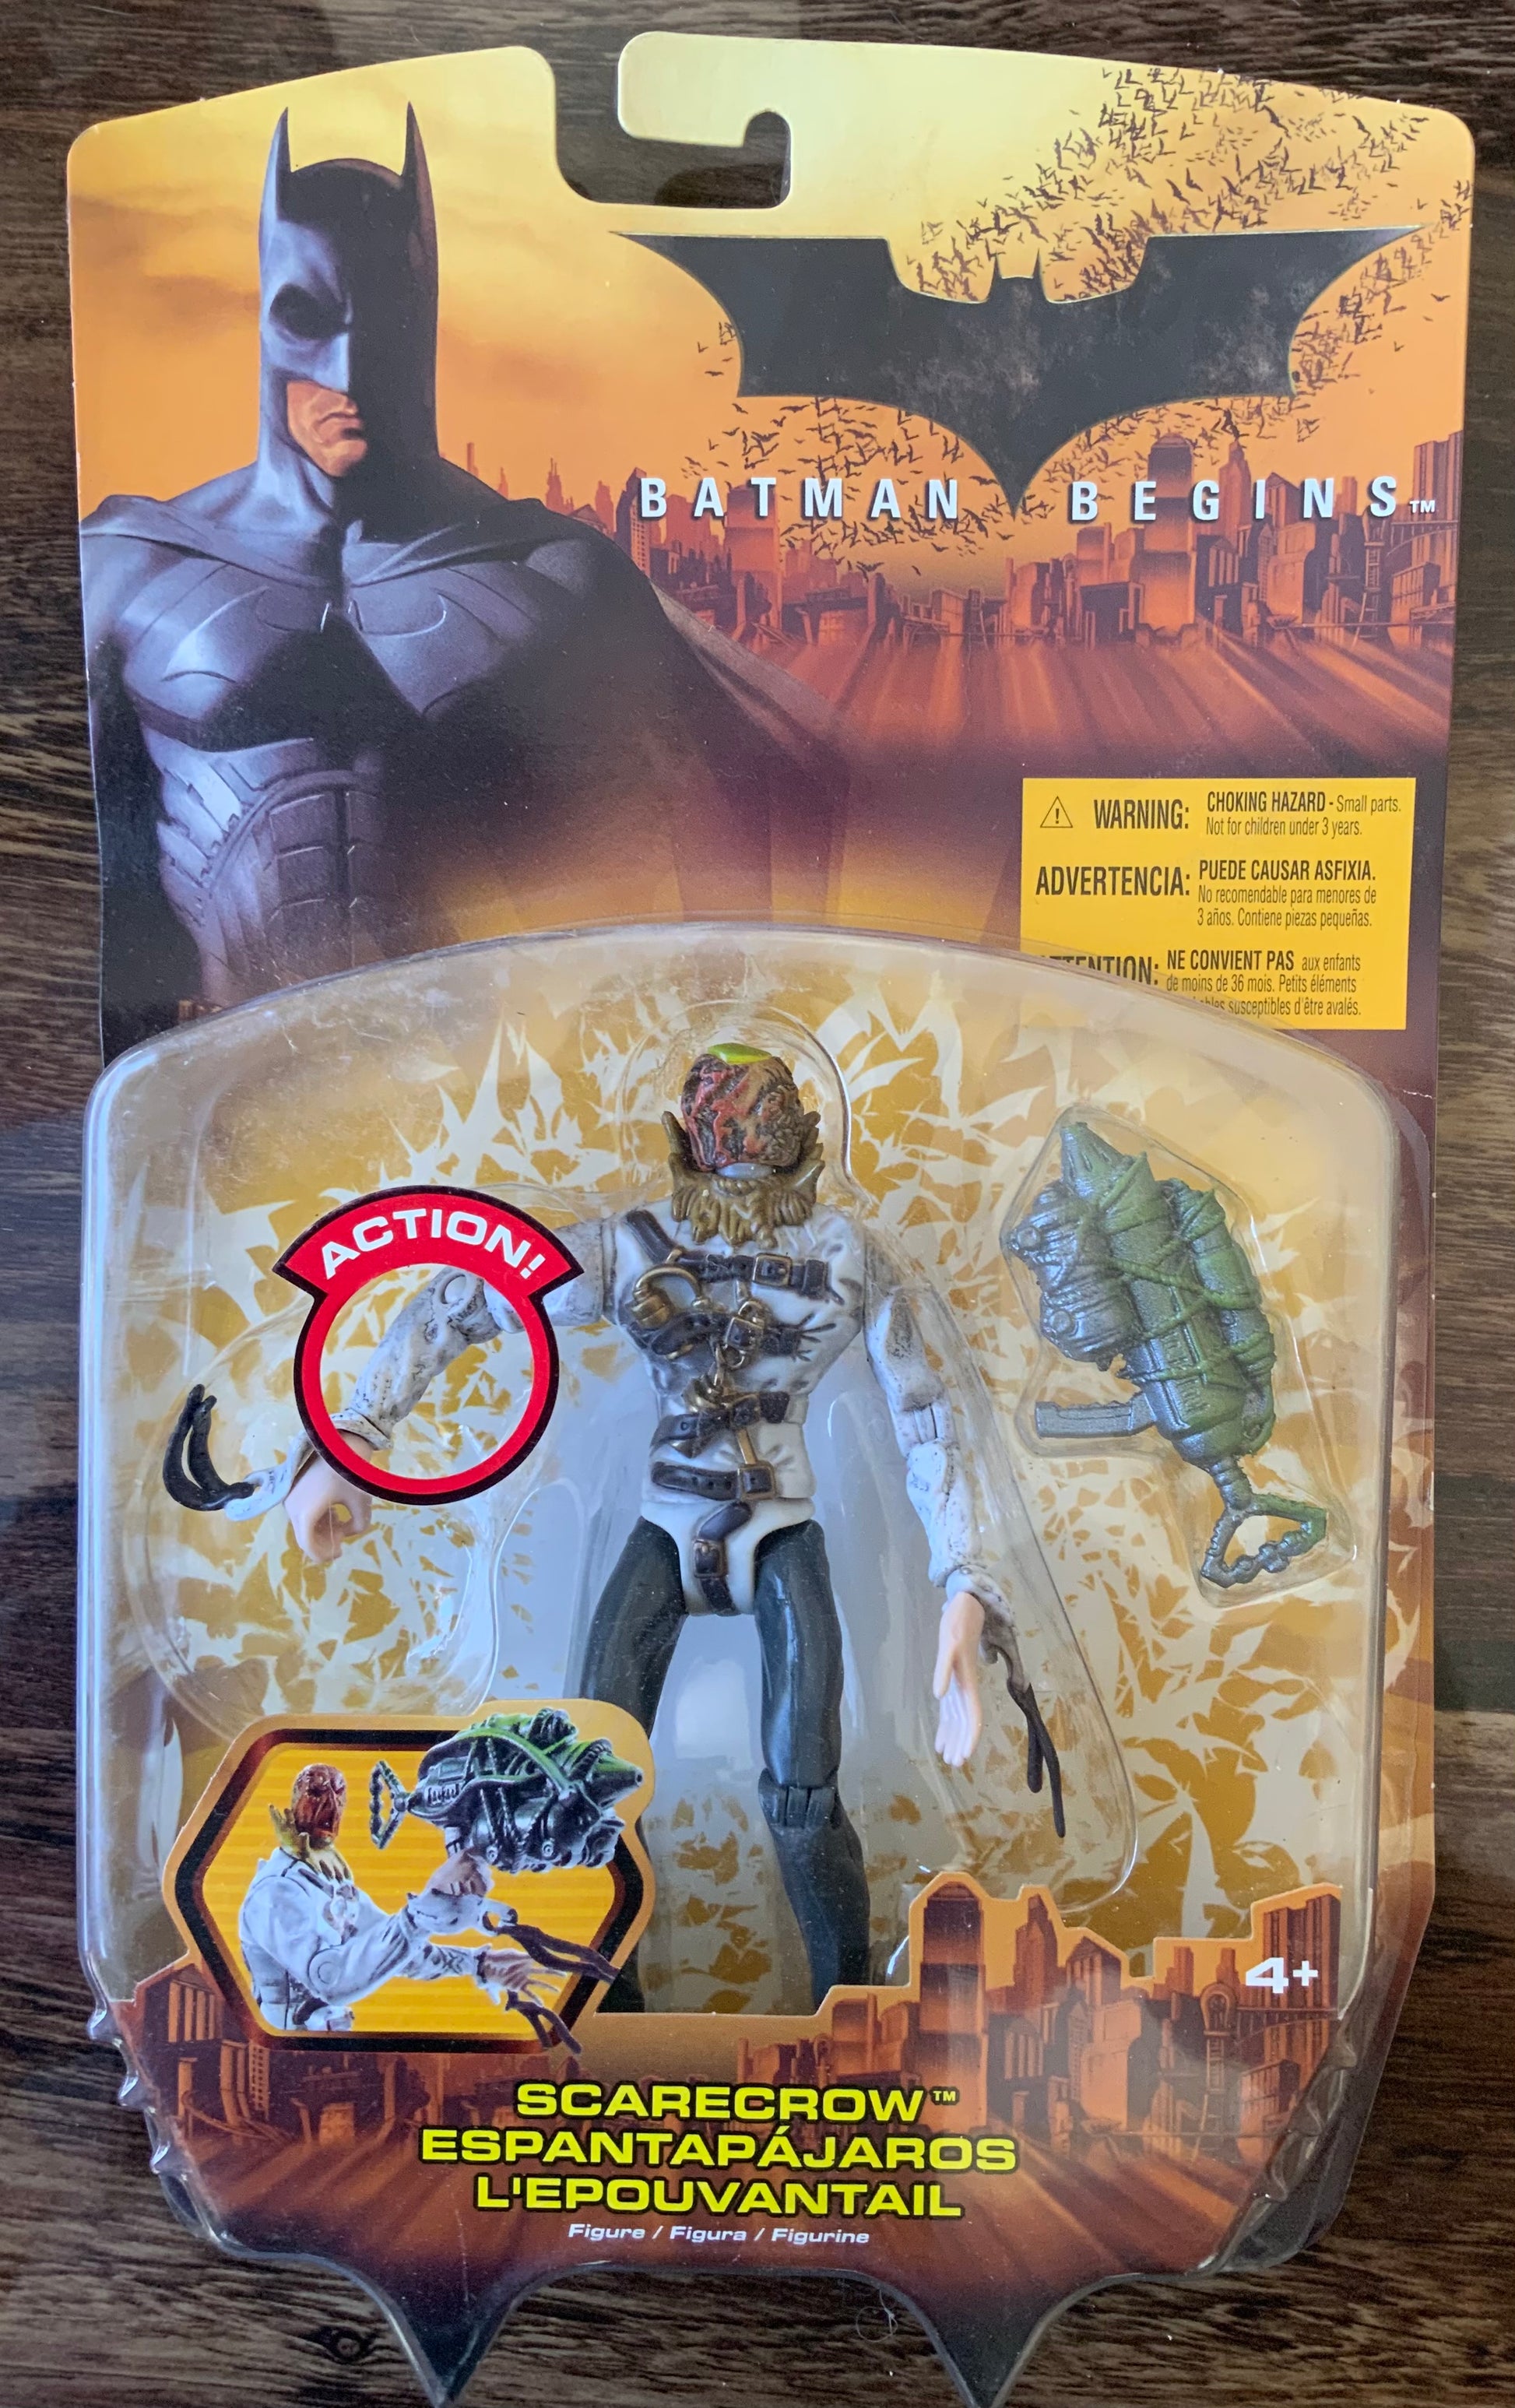 BATMAN BEGINS™
WARNING: CHOKING HAZARD - Small parts.
Not for children under 3 years.
ADVERTENCIA: PUEDE CAUSAR ASFIXIA.
No recomendable para menores de
3 años. Contiene piezas pequeñas.
ATTENTION: NE CONVIENT PAS aux enfants
de moins de 36 mois. Petits éléments
susceptibles d'être avalés.
ACTION!
4+
SCARECROW™
ESPANTAPÁJAROS
L'EPOUVANTAIL
Figure / Figura / Figurine